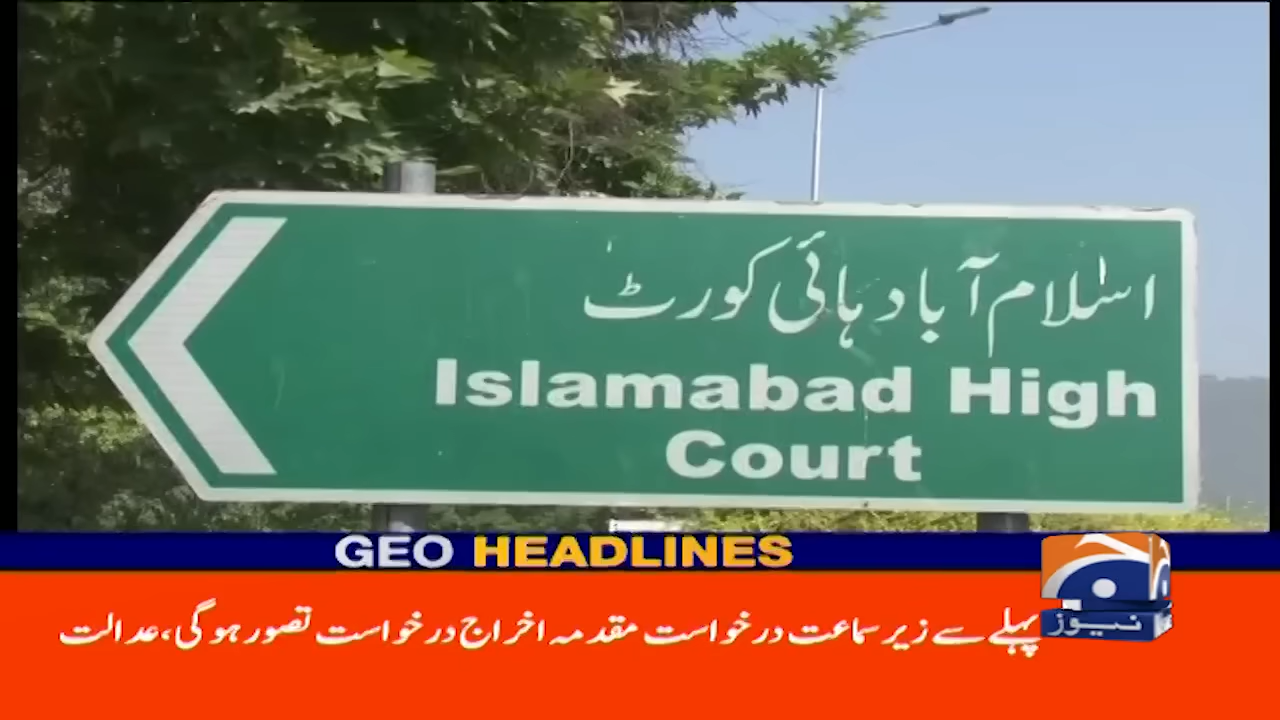 اسلام آباد ہائی کورٹ
Islamabad High
Court
GEO HEADLINES
پہلے سے زیر سماعت درخواست مقدمہ اخراج درخواست تصور ہوگی، عدالت
نیوز